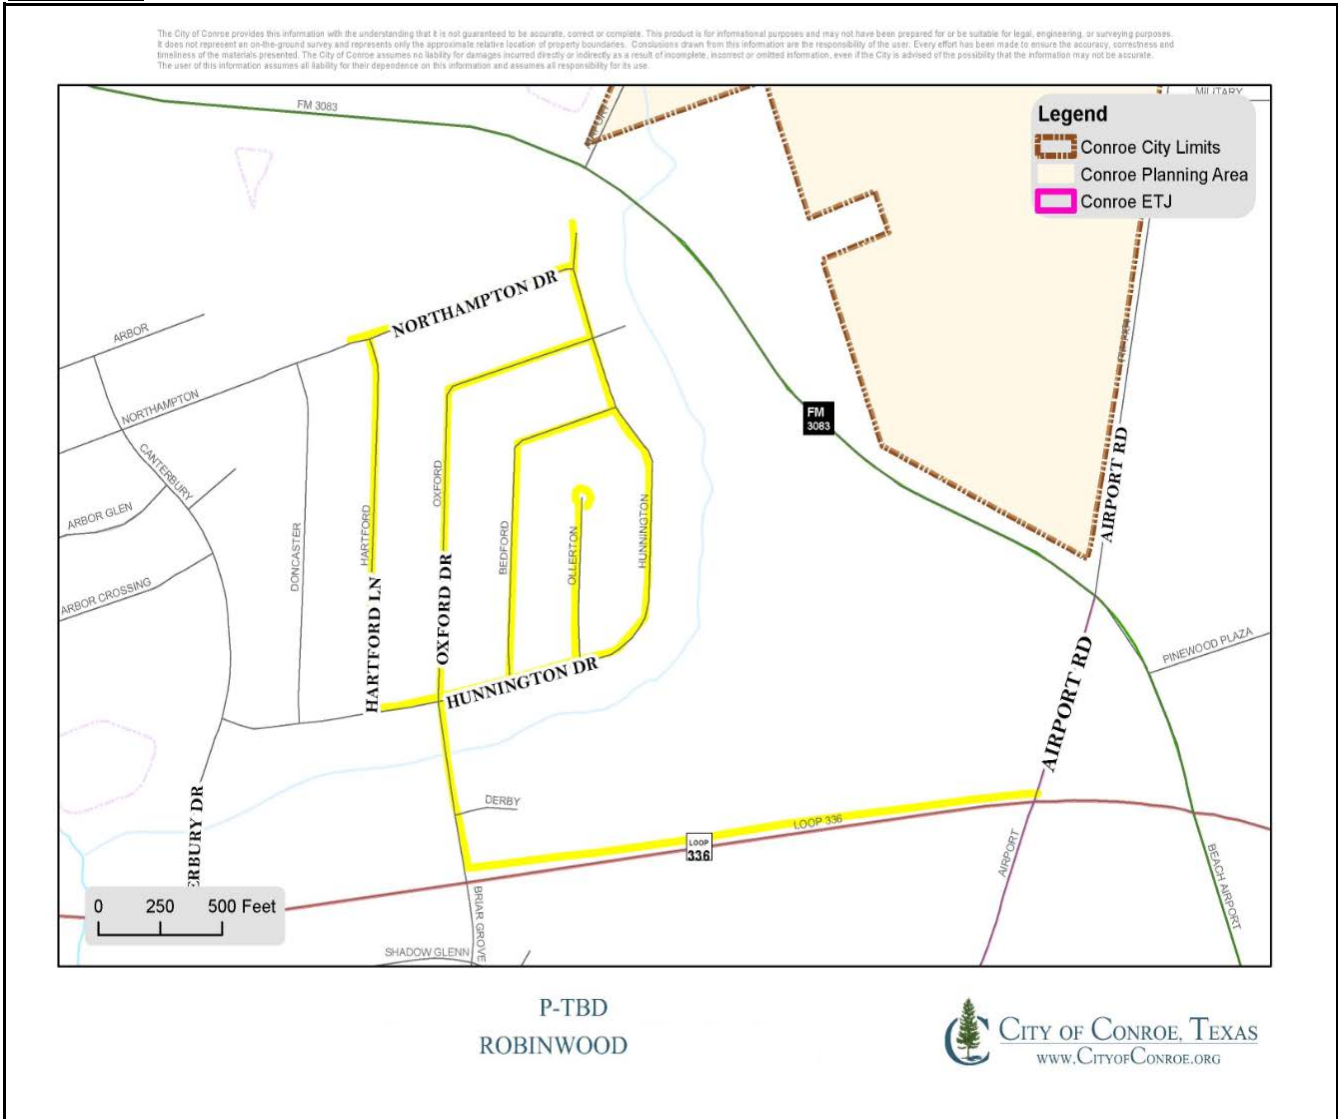 The City of Conroe provides this information with the understanding that it is not guaranteed to be accurate, correct or complete. This product is for informational purposes and may not have been prepared for or be suitable for legal, engineering, or surveying purposes.
It does not represent an on-the-ground survey and represents only the approximate relative location of property boundaries. Conclusions drawn from this information are the responsibility of the user. Every effort has been made to ensure the accuracy, correctness and
timeliness of the materials presented. The City of Conroe assumes no liability for damages incurred directly or indirectly as a result of incomplete, incorrect or omitted information, even if the City is advised of the possibility that the information may not be accurate.
The user of this information assumes all liability for their dependence on this information and assumes all responsibility for its use.
FM 3083
MILITARY
Legend
Conroe City Limits
Conroe Planning Area
Conroe ETJ
NORTHAMPTON DR
ARBOR
NORTHAMPTON
CANTERBURY
ARBOR GLEN
ARBOR CROSSING
DONCASTER
HARTFORD
HARTFORD LN
OXFORD
OXFORD DR
BEDFORD
OLLERTON
HUNNINGTON
HUNNINGTON DR
FM
3083
AIRPORT RD
AIRPORT RD
PINEWOOD PLAZA
DERBY
LOOP 336
LOOP
336
AIRPORT
BEACH AIRPORT
ERBURY DR
BRIAR GROVE
SHADOW GLENN
0 250 500 Feet
P-TBD
ROBINWOOD
CITY OF CONROE, TEXAS
WWW.CITYOFCONROE.ORG